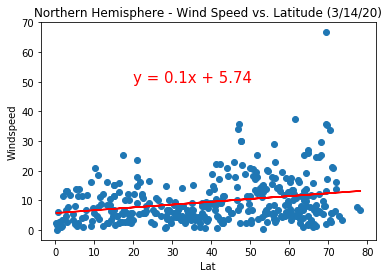 Northern Hemisphere - Wind Speed vs. Latitude (3/14/20)
70
60
50
40
30
20
10
0
Windspeed
y = 0.1x + 5.74
0 10 20 30 40 50 60 70 80
Lat